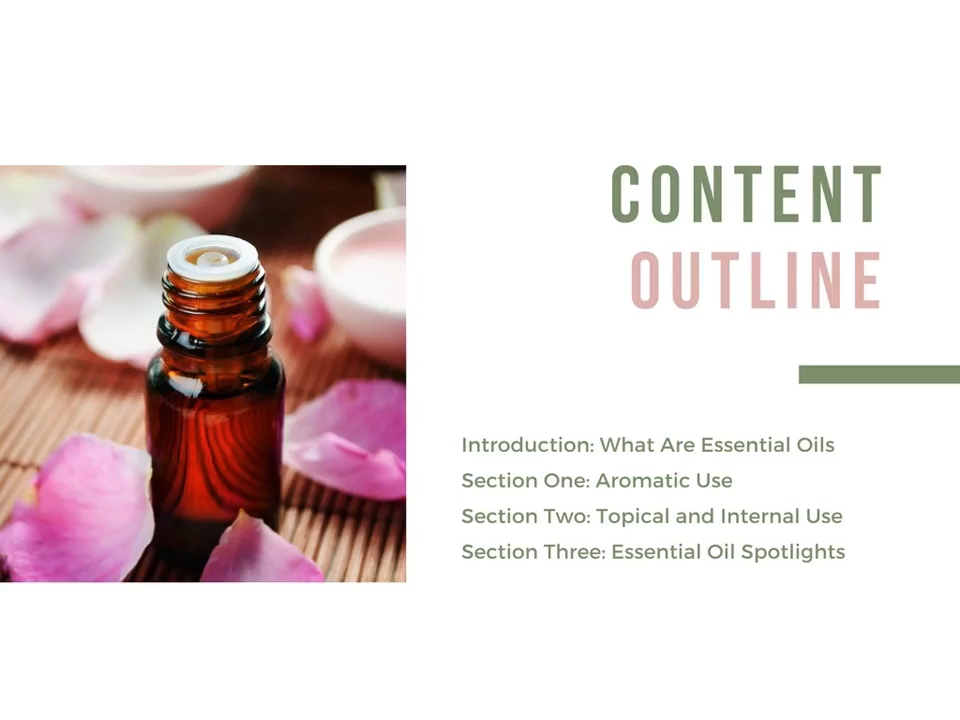 CONTENT
OUTLINE
Introduction: What Are Essential Oils
Section One: Aromatic Use
Section Two: Topical and Internal Use
Section Three: Essential Oil Spotlights